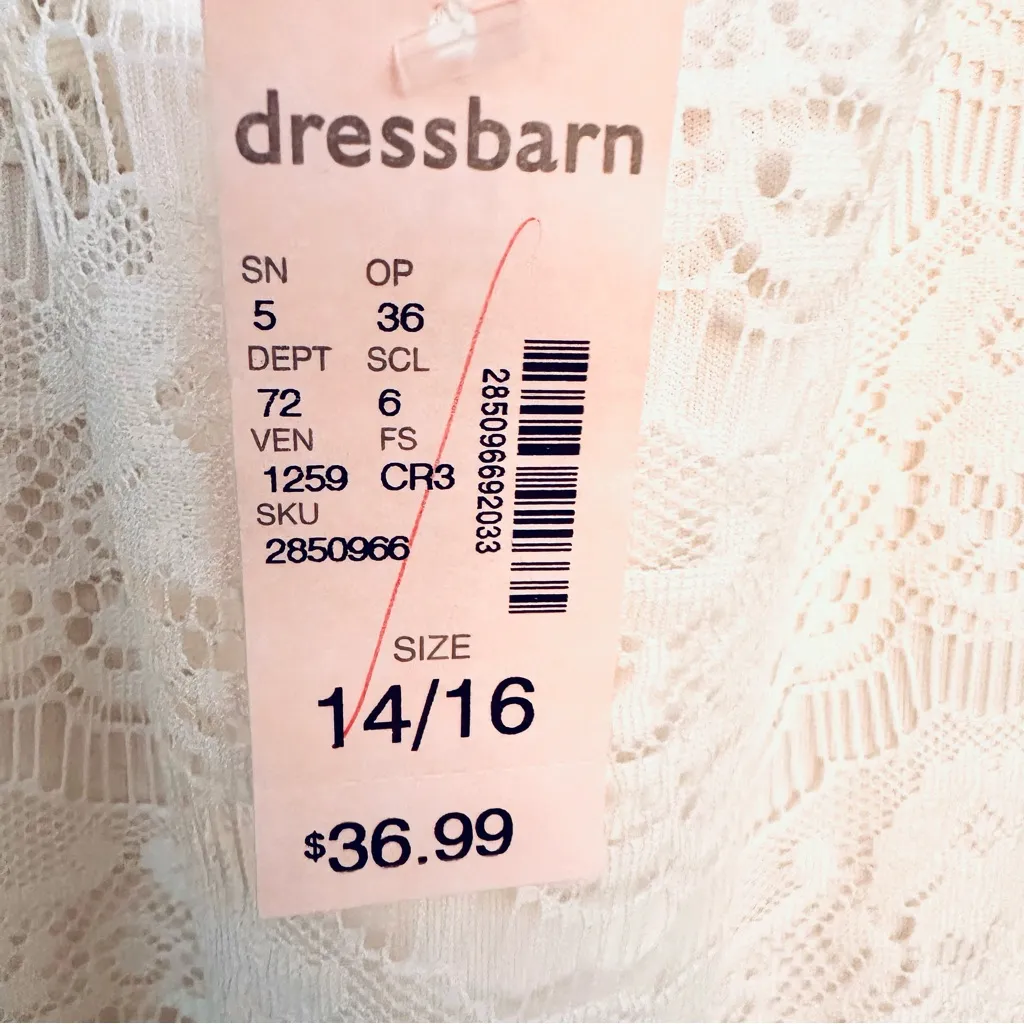 dressbarn
SN OP
5 36
DEPT SCL
72 6
VEN FS
1259 CR3
SKU
2850966
285096692033
SIZE
14/16
$36.99